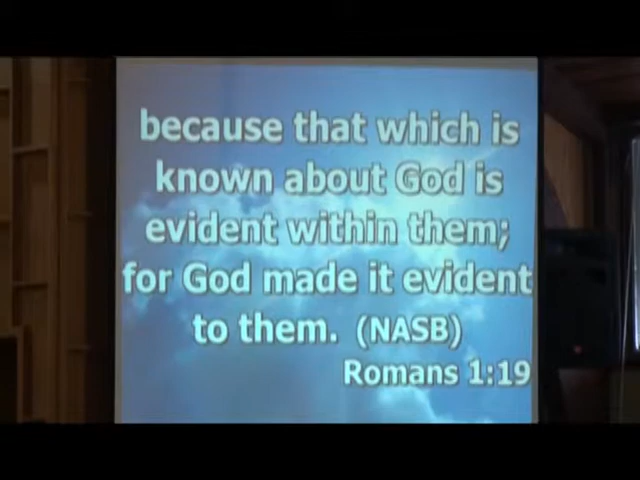 because that which is
known about God is
evident within them;
for God made it evident
to them.  (NASB)
Romans 1:19